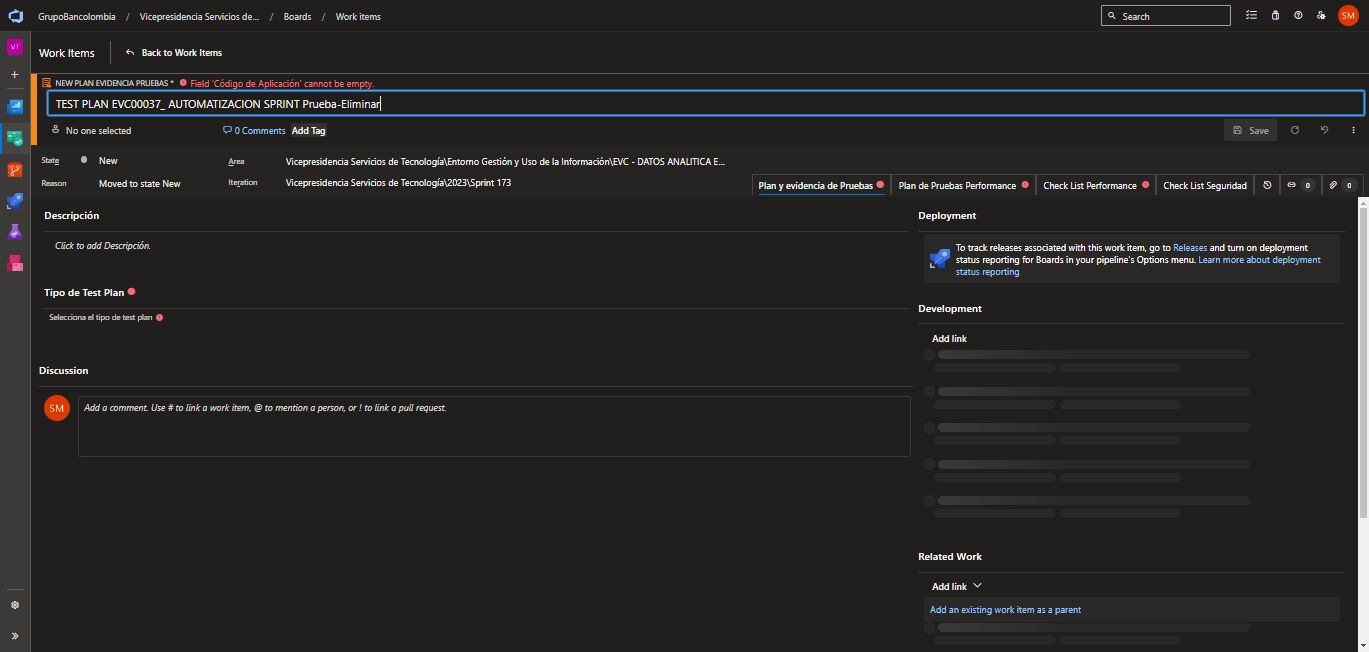 GrupoBancolombia / Vicepresidencia Servicios de... / Boards / Work items
Search
SM
VT
Work Items
Back to Work Items
NEW PLAN EVIDENCIA PRUEBAS * Field 'Código de Aplicación' cannot be empty.
TEST PLAN EVC00037_ AUTOMATIZACION SPRINT Prueba-Eliminar
No one selected
0 Comments
Add Tag
Save
State
New
Area
Vicepresidencia Servicios de Tecnología\Entorno Gestión y Uso de la Información\EVC - DATOS ANALITICA E...
Reason
Moved to state New
Iteration
Vicepresidencia Servicios de Tecnología\2023\Sprint 173
Plan y evidencia de Pruebas
Plan de Pruebas Performance
Check List Performance
Check List Seguridad
0
0
Descripción
Click to add Descripción.
Tipo de Test Plan
Selecciona el tipo de test plan
Discussion
SM
Add a comment. Use # to link a work item, @ to mention a person, or ! to link a pull request.
Deployment
To track releases associated with this work item, go to Releases and turn on deployment
status reporting for Boards in your pipeline's Options menu. Learn more about deployment
status reporting
Development
Add link
Related Work
Add link
Add an existing work item as a parent